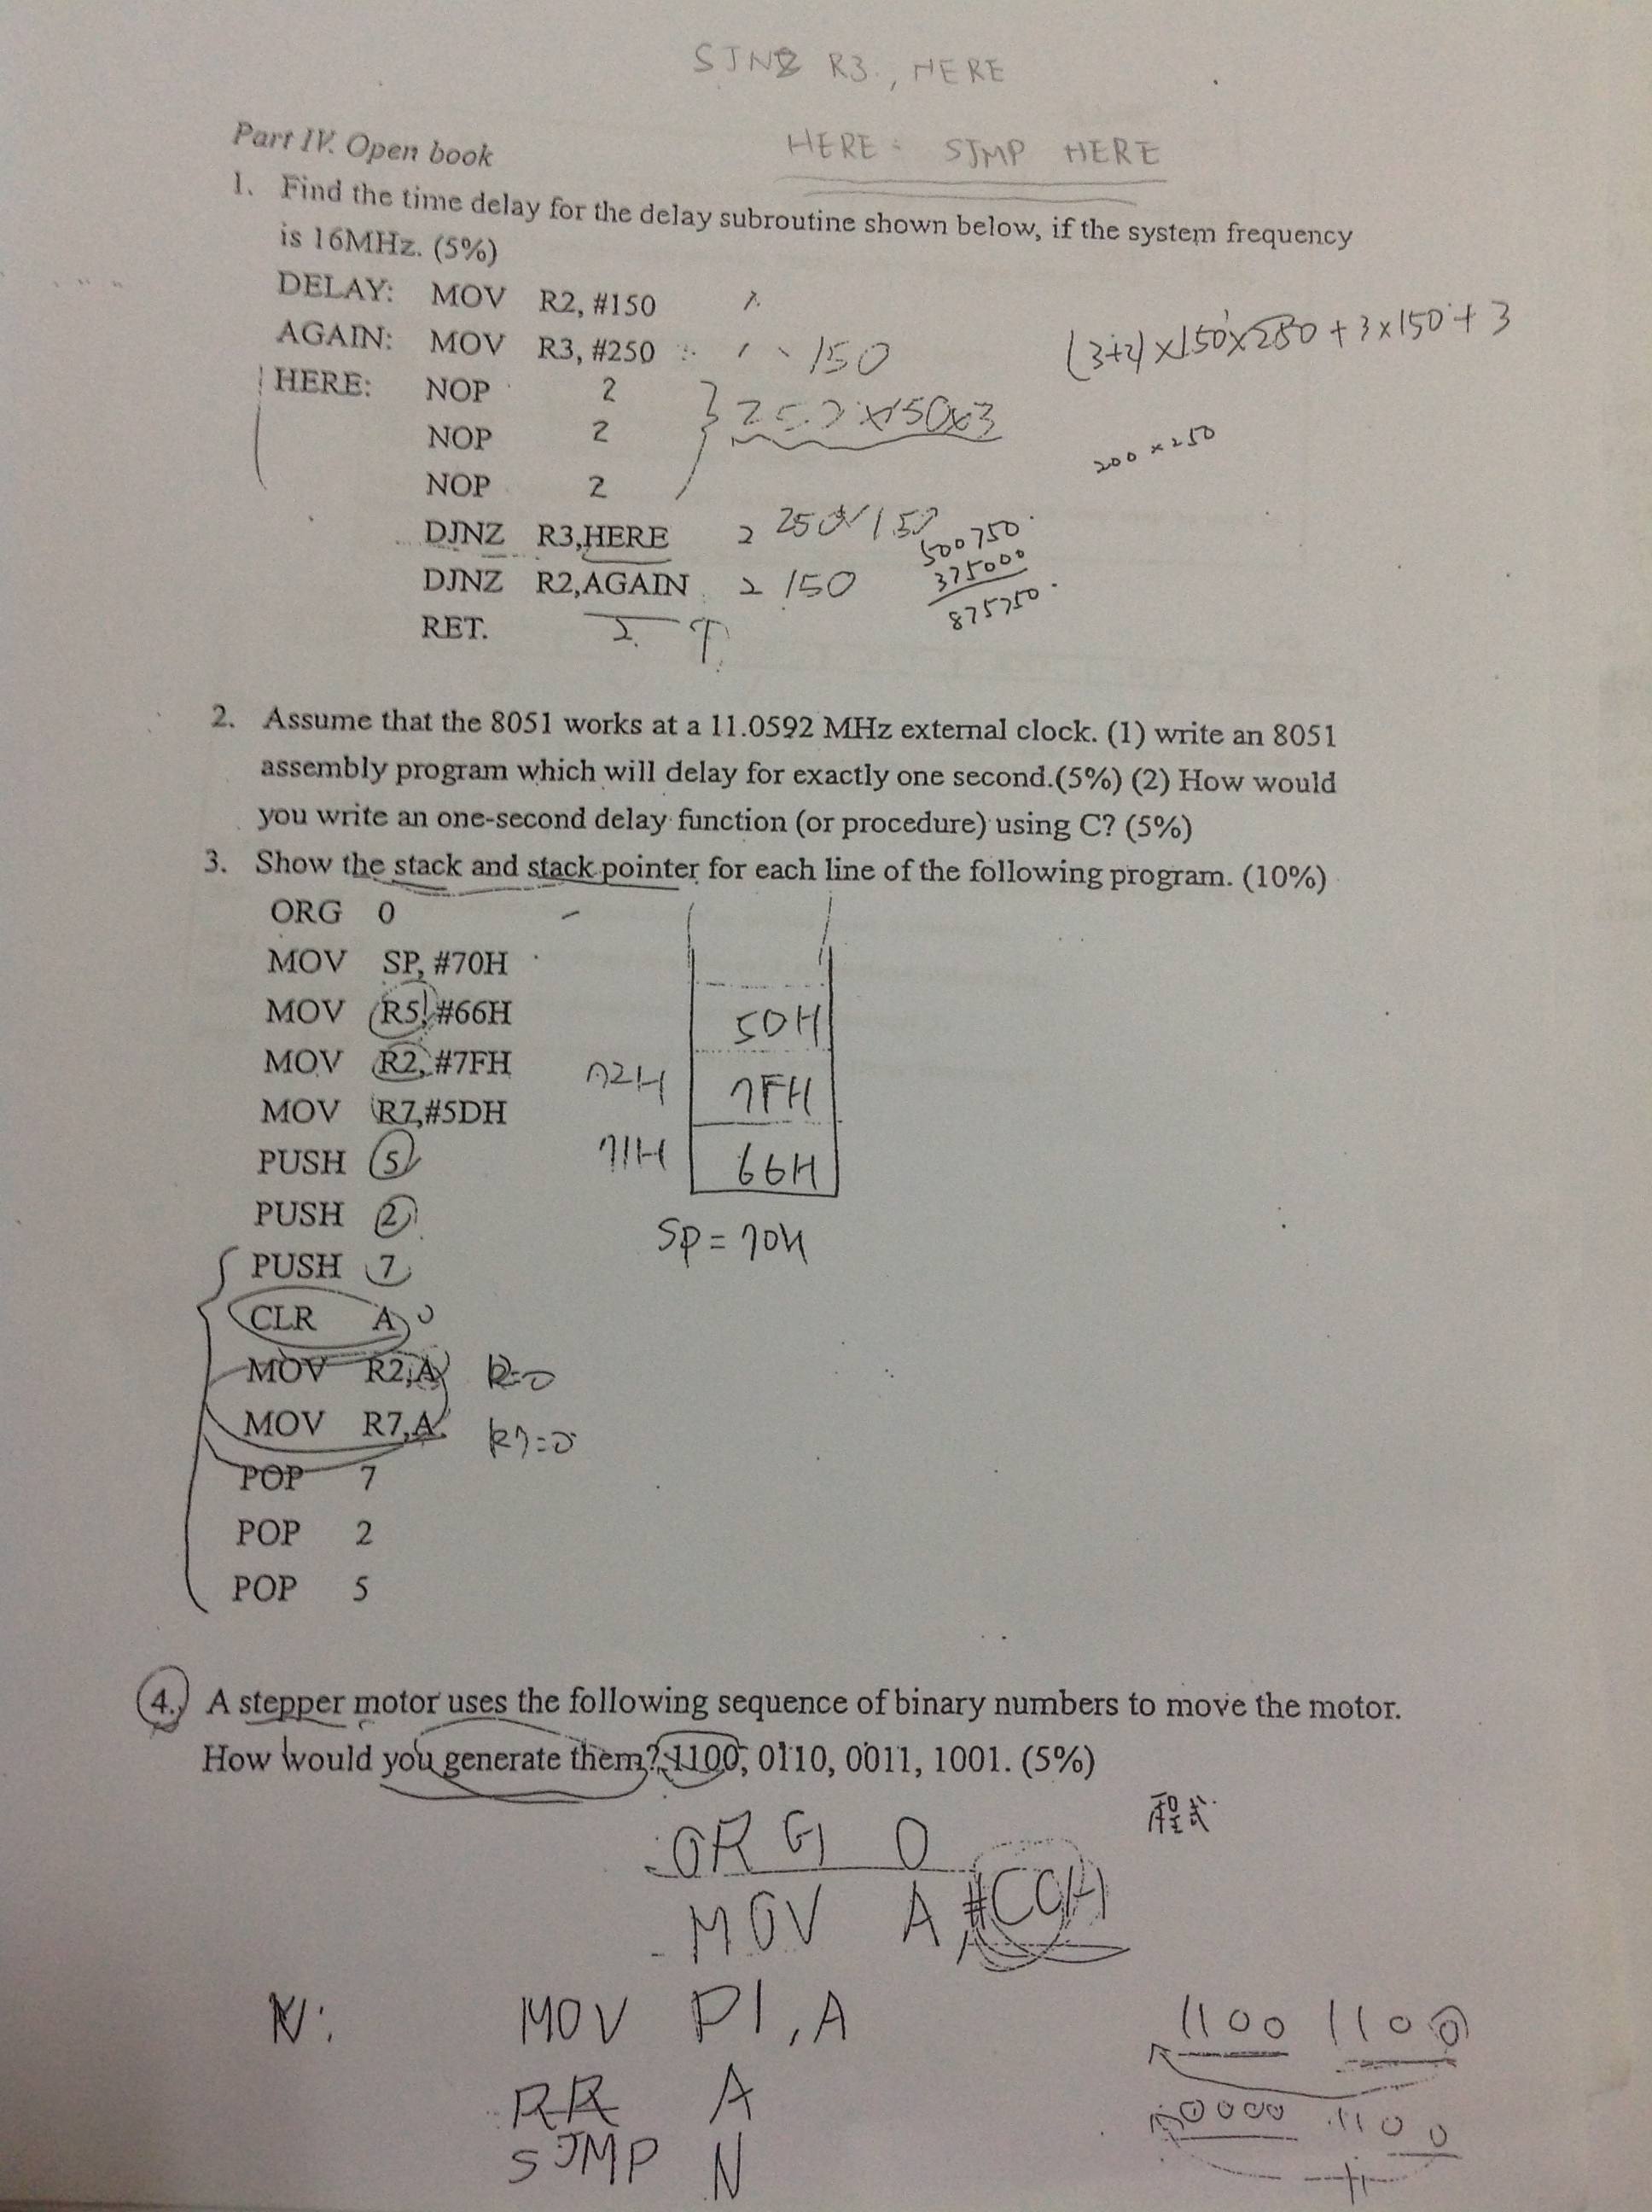 SJNZ R3, HERE
Part IV. Open book
HERE: SJMP HERE
1. Find the time delay for the delay subroutine shown below, if the system frequency
is 16MHz. (5%)
DELAY: MOV R2, #150
AGAIN: MOV R3, #250 150
(3+2)×150×250+3×150+3
HERE: NOP 2
250×150×3
NOP 2
200×250
NOP 2
DJNZ R3,HERE 2 250×150
500750
375000
875750
DJNZ R2,AGAIN 2 150
RET. 2
2. Assume that the 8051 works at a 11.0592 MHz external clock. (1) write an 8051
assembly program which will delay for exactly one second.(5%) (2) How would
you write an one-second delay function (or procedure) using C? (5%)
3. Show the stack and stack pointer for each line of the following program. (10%)
ORG 0
MOV SP, #70H
MOV R5, #66H
5DH
MOV R2, #7FH
72H 7FH
MOV R7,#5DH
PUSH 5
71H 66H
PUSH 2
SP=70H
PUSH 7
CLR A 0
MOV R2,A R2=0
MOV R7,A R7=0
POP 7
POP 2
POP 5
4. A stepper motor uses the following sequence of binary numbers to move the motor.
How would you generate them? 1100, 0110, 0011, 1001. (5%)
程式
ORG 0
MOV A,#CCH
N: MOV P1,A
1100 1100
RR A
0000 1100
SJMP N